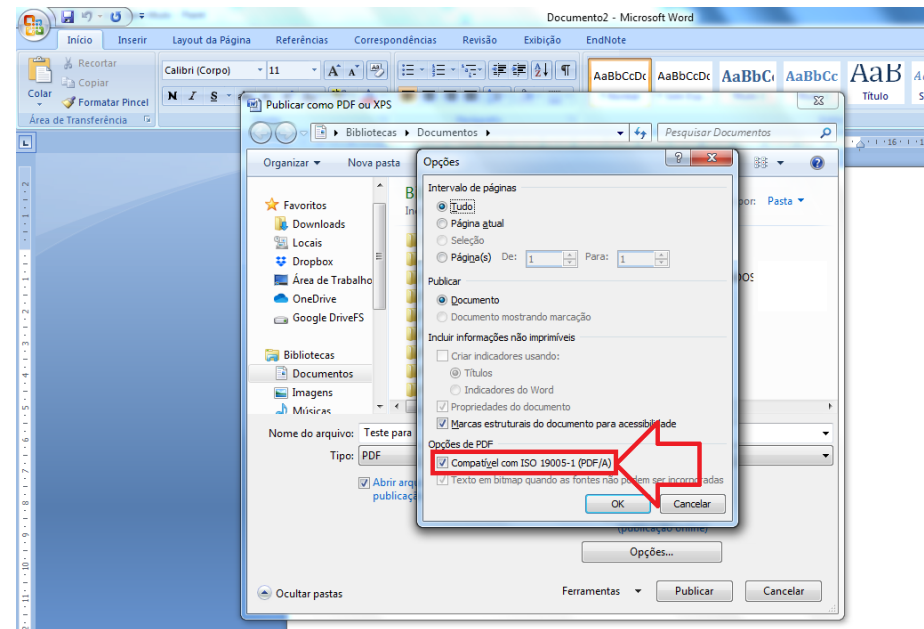 Documento2 - Microsoft Word
Início Inserir Layout da Página Referências Correspondências Revisão Exibição EndNote
Recortar
Copiar
Colar
Formatar Pincel
Área de Transferência
Calibri (Corpo) 11
N I S
AaBbCcDc AaBbCcDc AaBbC AaBbCc AaB
Título
Publicar como PDF ou XPS
Bibliotecas Documentos
Pesquisar Documentos
Organizar Nova pasta
por: Pasta
Favoritos
Downloads
Locais
Dropbox
Área de Trabalho
OneDrive
Google DriveFS
Bibliotecas
Documentos
Imagens
Músicas
Nome do arquivo: Teste para
Tipo: PDF
Opções
Intervalo de páginas
Tudo
Página atual
Seleção
Página(s) De: 1 Para: 1
Publicar
Documento
Documento mostrando marcação
Incluir informações não imprimíveis
Criar indicadores usando:
Títulos
Indicadores do Word
Propriedades do documento
Marcas estruturais do documento para acessibilidade
Opções de PDF
Compatível com ISO 19005-1 (PDF/A)
Texto em bitmap quando as fontes não podem ser incorporadas
OK Cancelar
(publicação online)
Opções...
Ocultar pastas
Ferramentas Publicar Cancelar